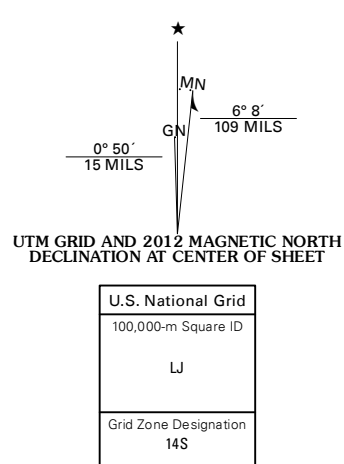 ★
MN
GN
6° 8´
109 MILS
0° 50´
15 MILS
UTM GRID AND 2012 MAGNETIC NORTH
DECLINATION AT CENTER OF SHEET
U.S. National Grid
100,000-m Square ID
LJ
Grid Zone Designation
14S